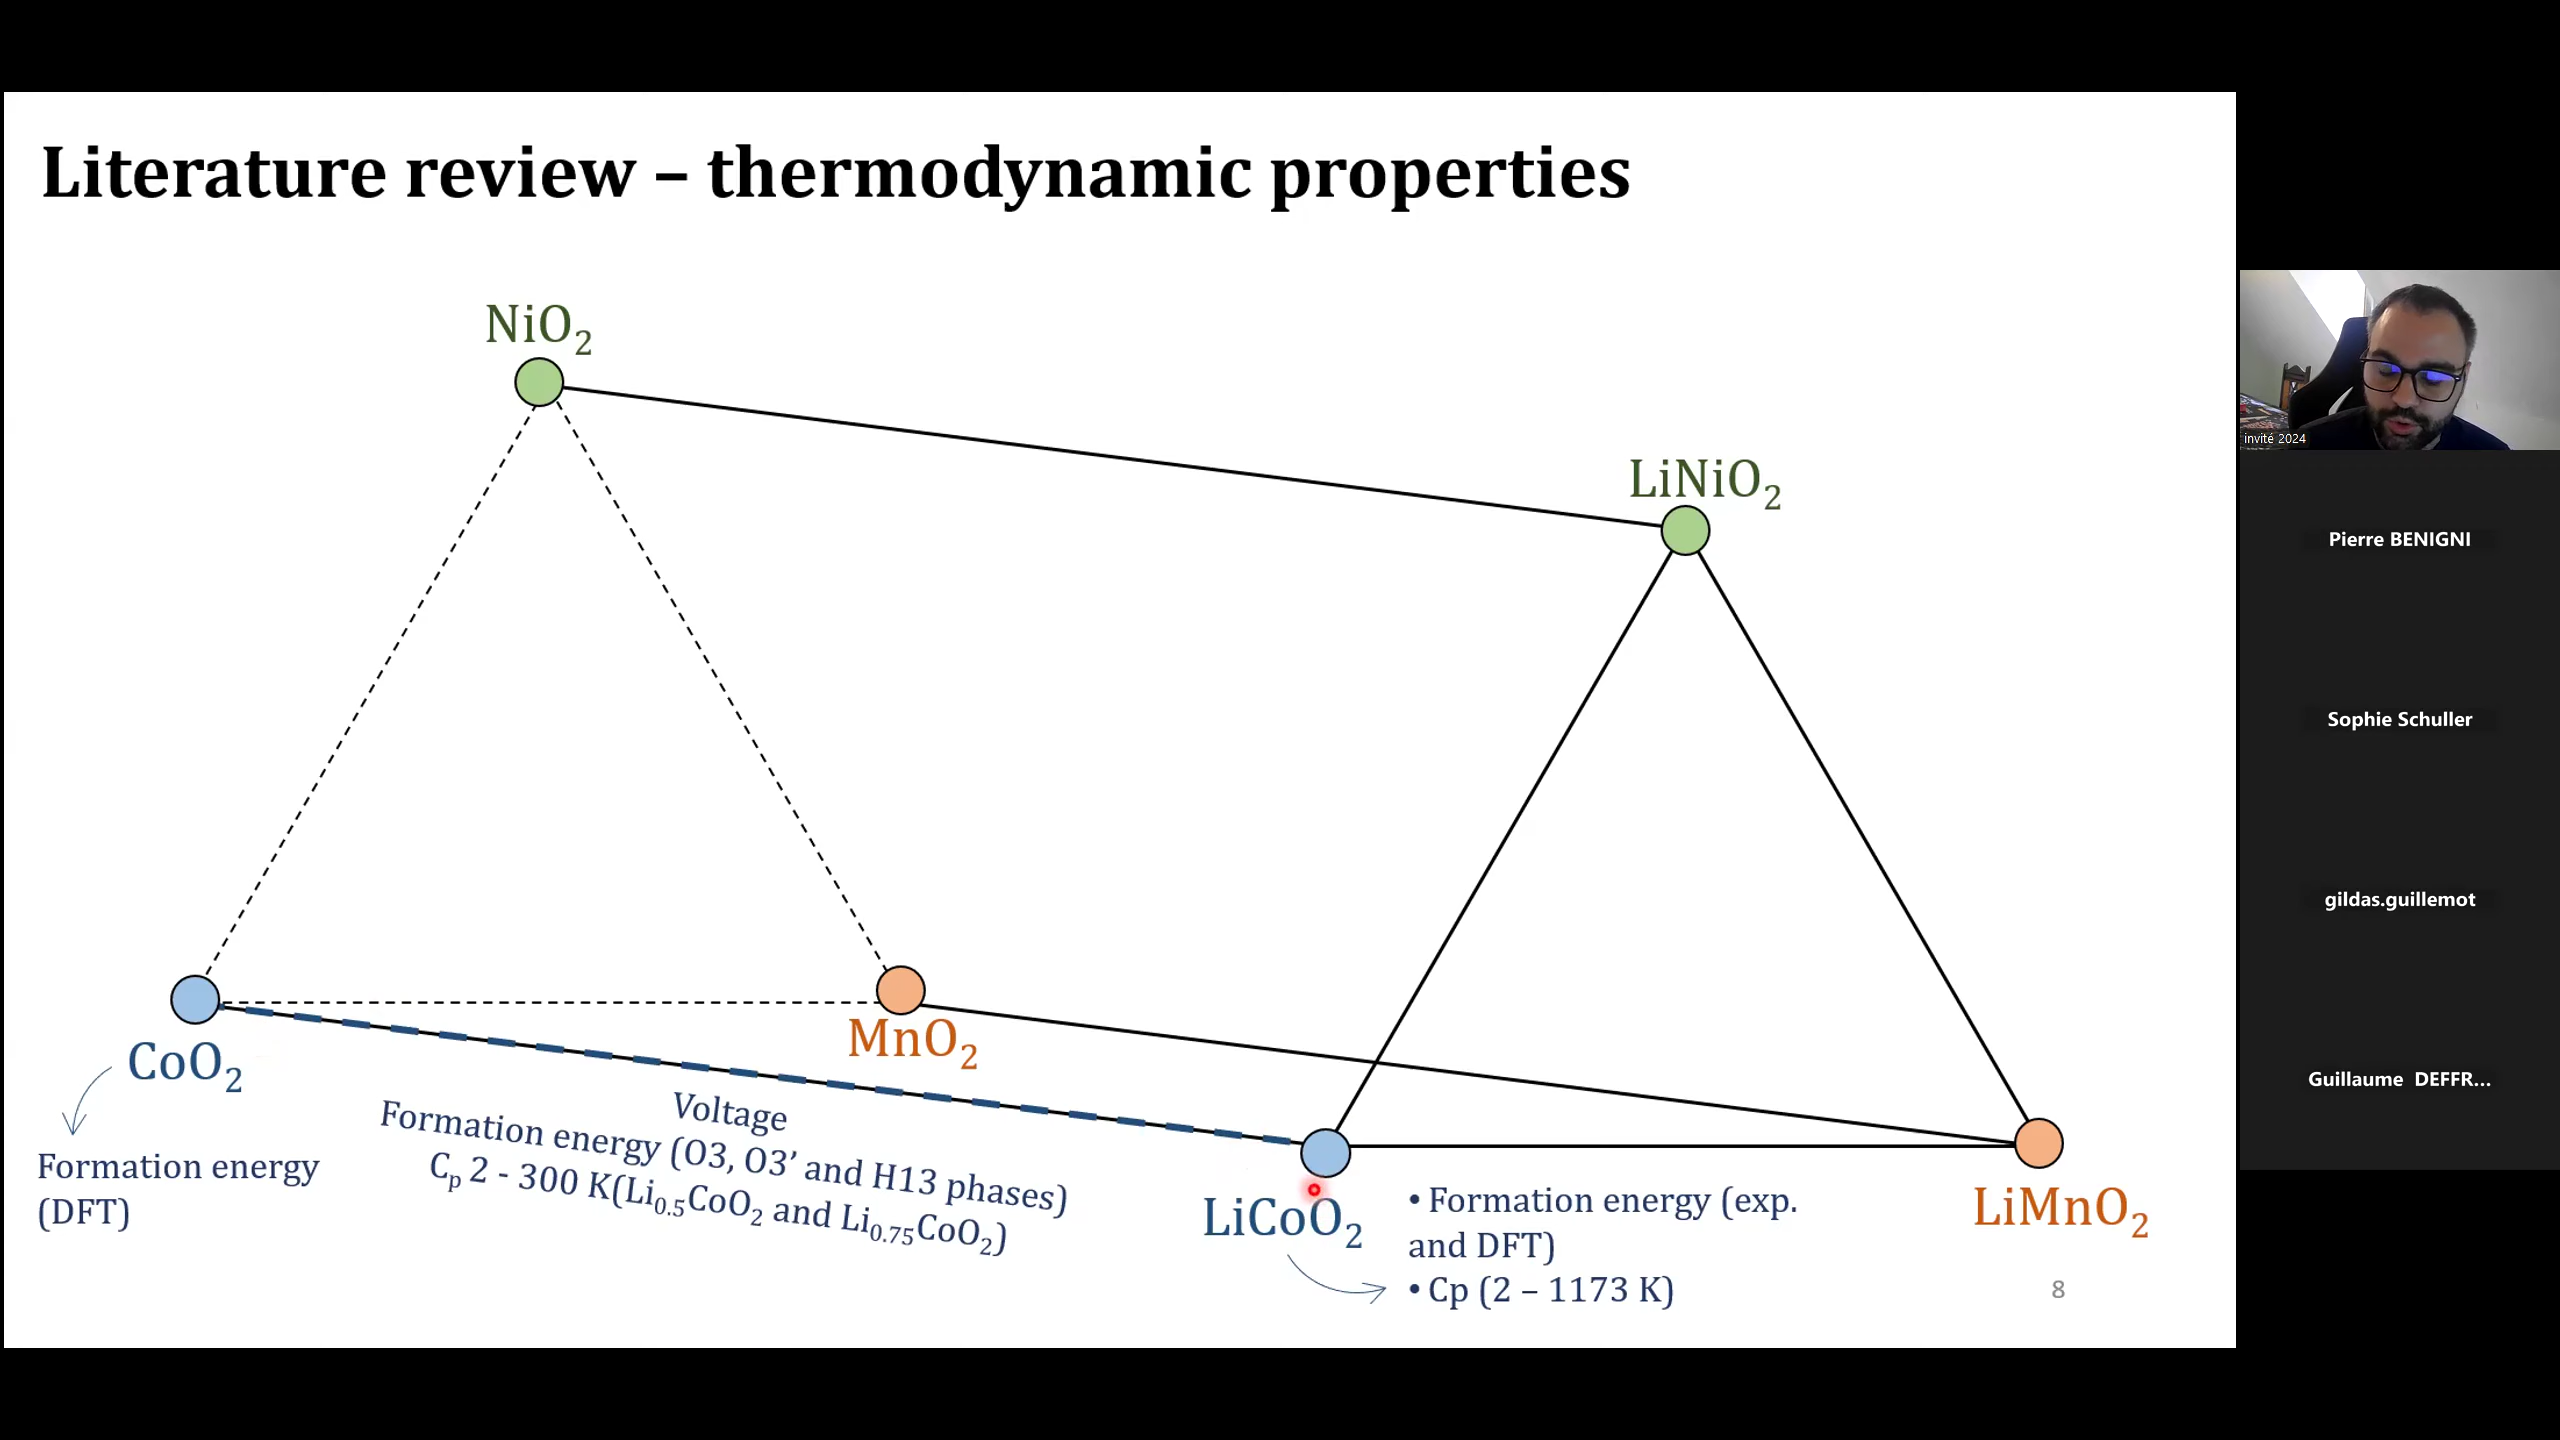 Literature review – thermodynamic properties
NiO₂
LiNiO₂
CoO₂
MnO₂
Formation energy
(DFT)
Voltage
Formation energy (O3, O3’ and H13 phases)
Cₚ 2 - 300 K(Li₀.₅CoO₂ and Li₀.₇₅CoO₂)
LiCoO₂
• Formation energy (exp.
and DFT)
• Cp (2 – 1173 K)
LiMnO₂
8
invité 2024
Pierre BENIGNI
Sophie Schuller
gildas.guillemot
Guillaume DEFFR...